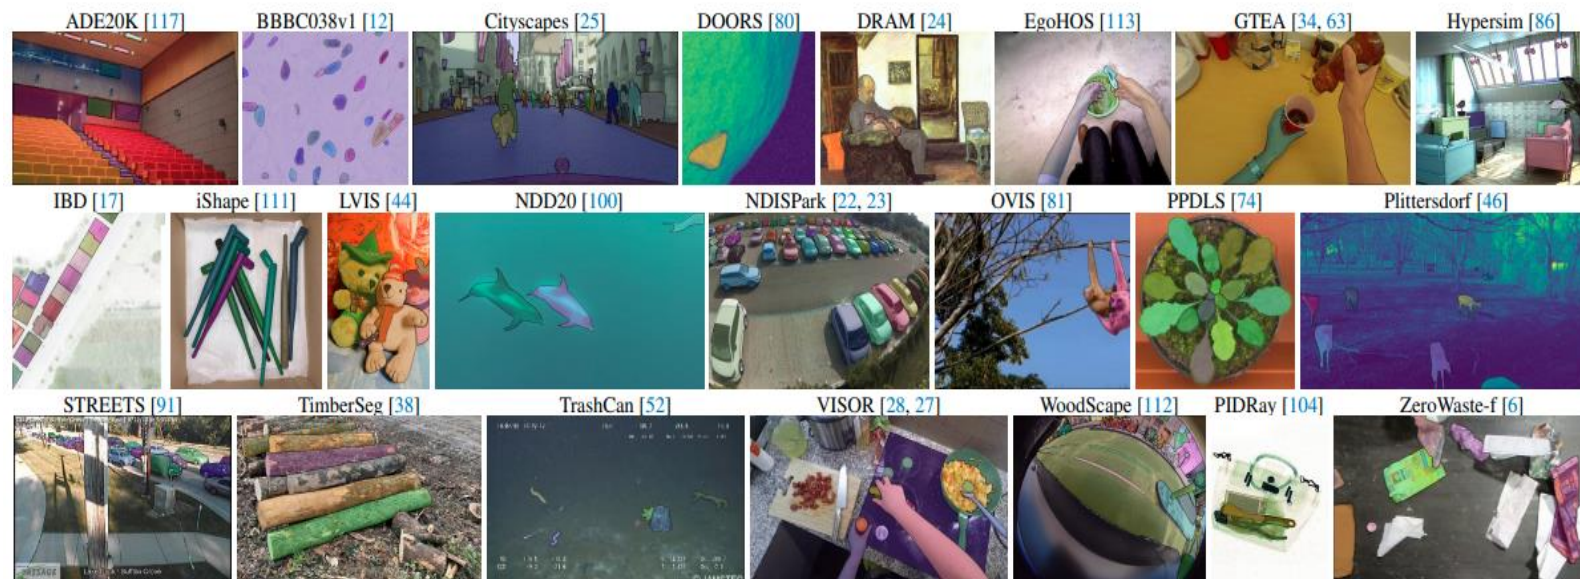 ADE20K [117] BBBC038v1 [12] Cityscapes [25] DOORS [80] DRAM [24] EgoHOS [113] GTEA [34, 63] Hypersim [86]
IBD [17] iShape [111] LVIS [44] NDD20 [100] NDISPark [22, 23] OVIS [81] PPDLS [74] Plittersdorf [46]
STREETS [91] TimberSeg [38] TrashCan [52] VISOR [28, 27] WoodScape [112] PIDRay [104] ZeroWaste-f [6]